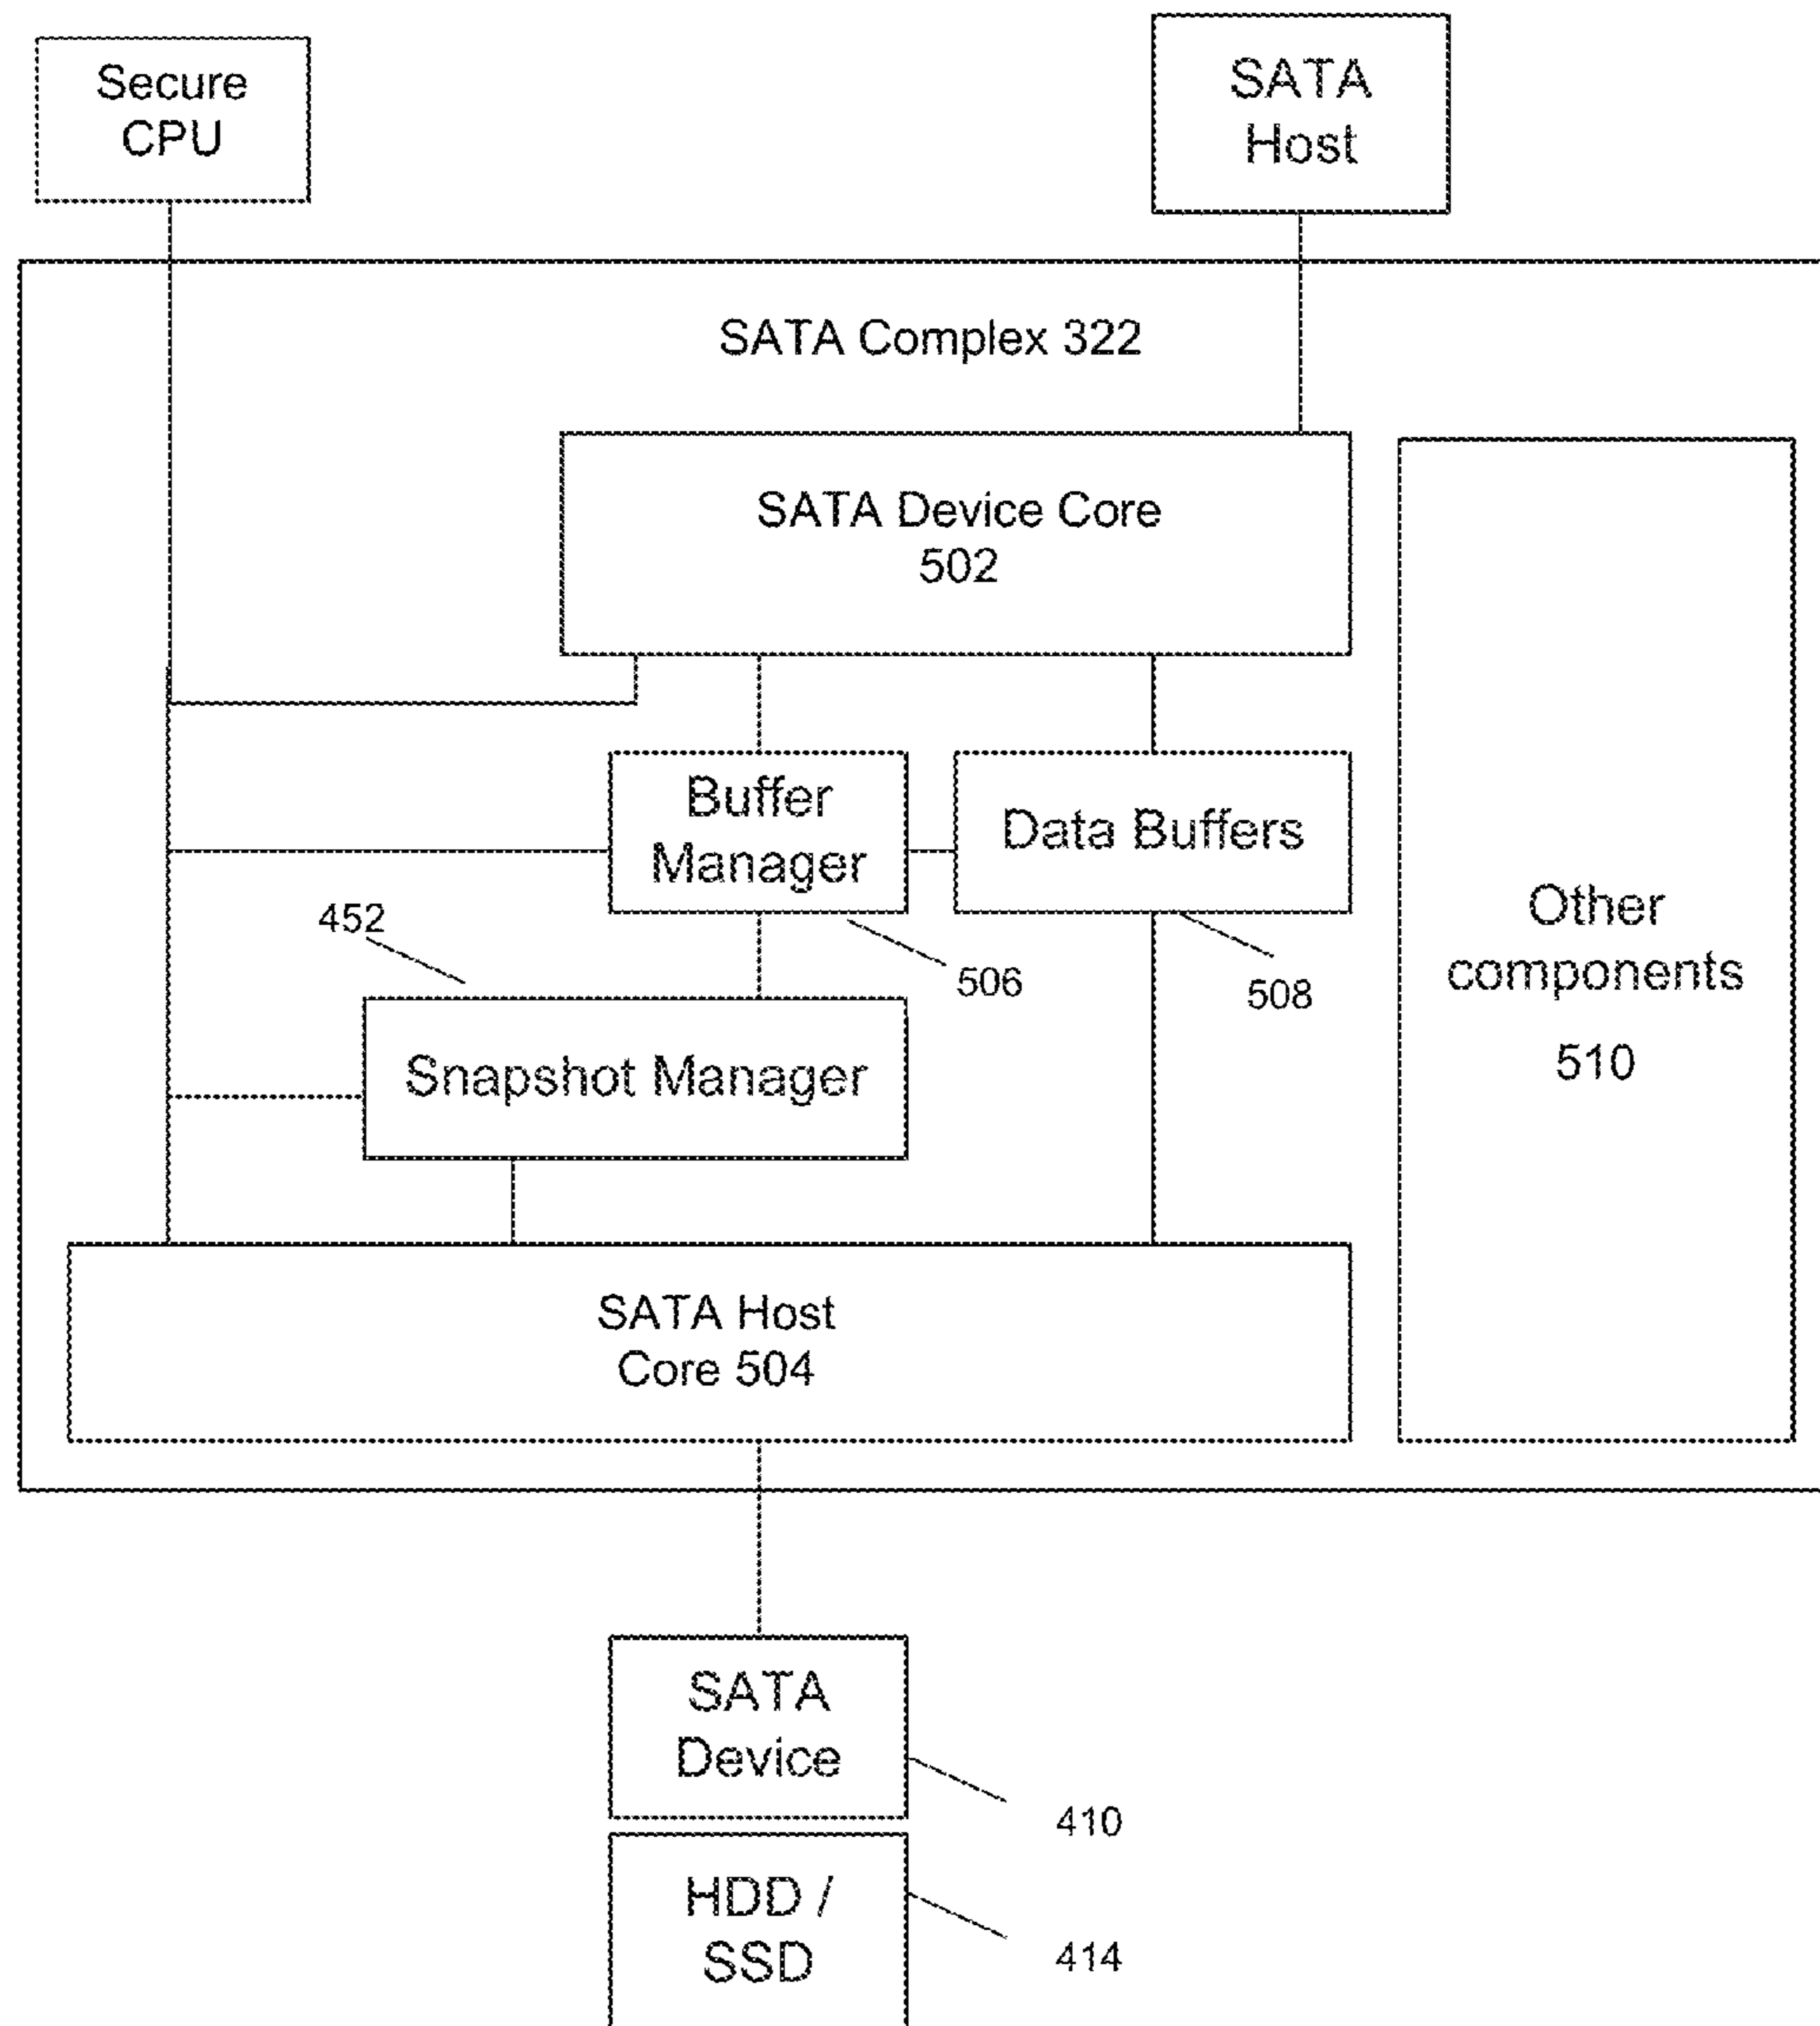 Secure
CPU
SATA
Host
SATA Complex 322
SATA Device Core
502
Buffer
Manager
Data Buffers
Other
components
510
452
506
508
Snapshot Manager
SATA Host
Core 504
SATA
Device
410
HDD /
SSD
414